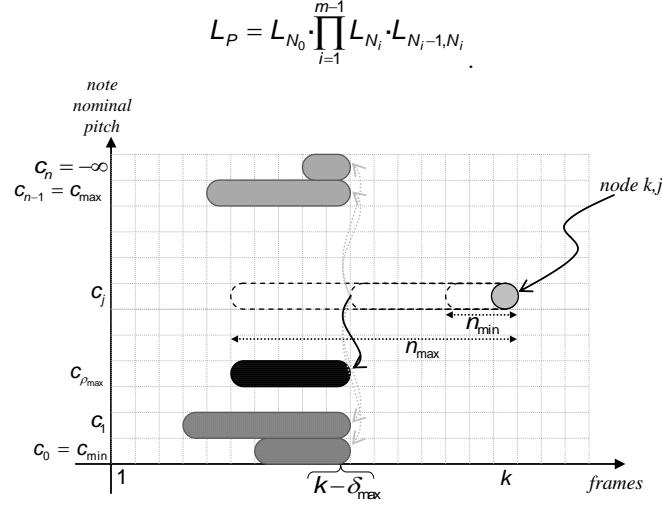 L_P = L_{N_0} · ∏_{i=1}^{m-1} L_{N_i} · L_{N_{i-1},N_i} .
note
nominal
pitch
c_n = -∞
c_{n-1} = c_max
node k,j
c_j
n_min
n_max
c_{ρ_max}
c_1
c_0 = c_min
1
k - δ_max
k
frames